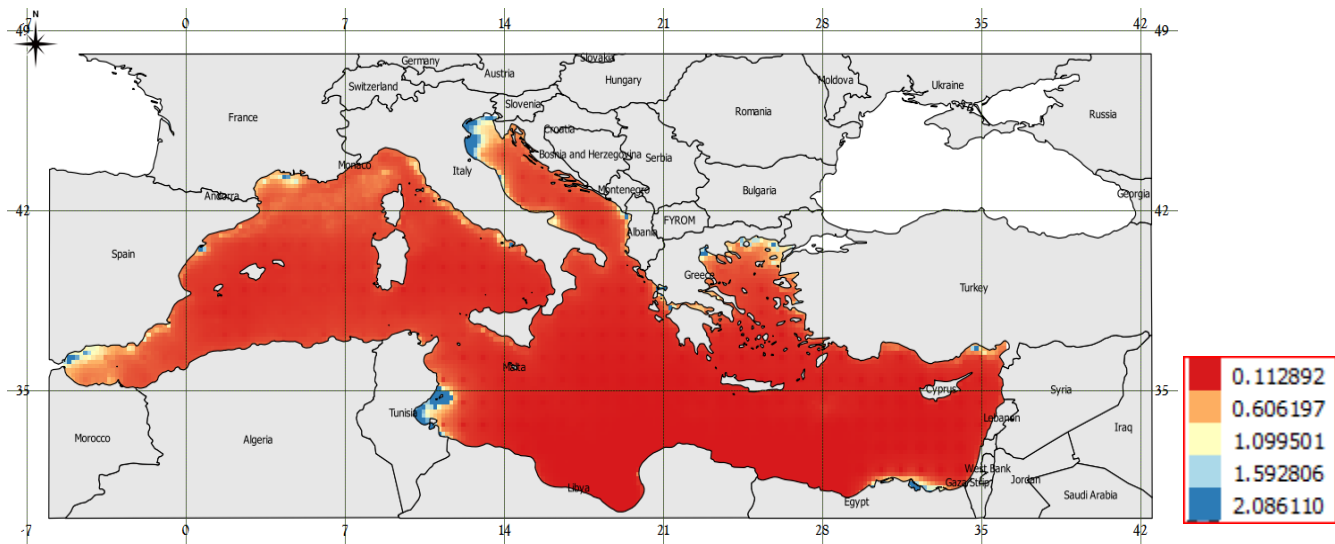 N
-7 0 7 14 21 28 35 42
49 49
Germany Slovakia
Austria Moldova Ukraine
Switzerland Hungary
Slovenia Romania Russia
France
Croatia
Monaco Italy Bosnia and Herzegovina Serbia
Andorra Montenegro Bulgaria Georgia
42 42
FYROM
Spain Albania
Greece Turkey
Malta
35 Cyprus 35 Syria
Tunisia Lebanon
Morocco Algeria Iraq
West Bank
Libya Egypt Gaza Strip Jordan
Saudi Arabia
-7 0 7 14 21 28 35 42
0.112892
0.606197
1.099501
1.592806
2.086110